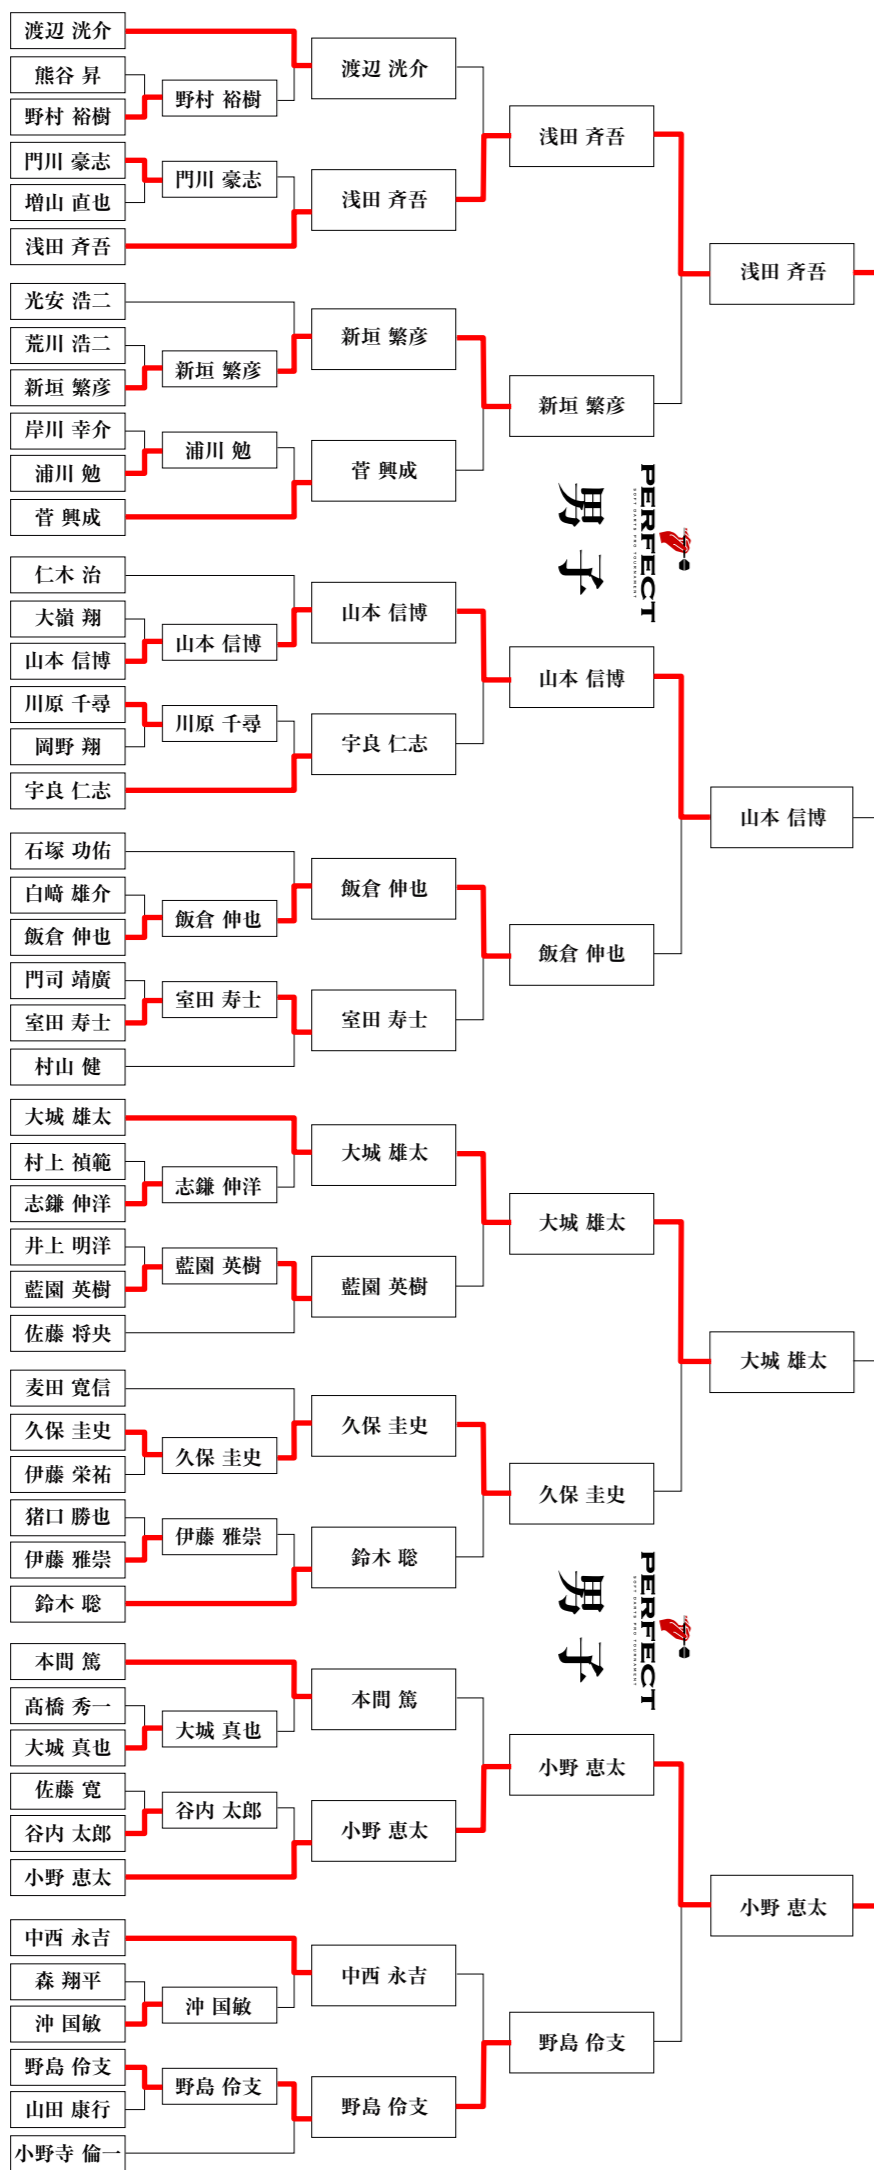 渡辺 洸介
熊谷 昇
野村 裕樹
門川 豪志
増山 直也
浅田 斉吾
光安 浩二
荒川 浩二
新垣 繁彦
岸川 幸介
浦川 勉
菅 興成
仁木 治
大嶺 翔
山本 信博
川原 千尋
岡野 翔
宇良 仁志
石塚 功佑
白﨑 雄介
飯倉 伸也
門司 靖廣
室田 寿士
村山 健
大城 雄太
村上 禎範
志鎌 伸洋
井上 明洋
藍園 英樹
佐藤 将央
麦田 寛信
久保 圭史
伊藤 栄祐
猪口 勝也
伊藤 雅崇
鈴木 聡
本間 篤
髙橋 秀一
大城 真也
佐藤 寛
谷内 太郎
小野 恵太
中西 永吉
森 翔平
沖 国敏
野島 伶支
山田 康行
小野寺 倫一
野村 裕樹
門川 豪志
新垣 繁彦
浦川 勉
山本 信博
川原 千尋
飯倉 伸也
室田 寿士
志鎌 伸洋
藍園 英樹
久保 圭史
伊藤 雅崇
大城 真也
谷内 太郎
沖 国敏
野島 伶支
渡辺 洸介
浅田 斉吾
新垣 繁彦
菅 興成
山本 信博
宇良 仁志
飯倉 伸也
室田 寿士
大城 雄太
藍園 英樹
久保 圭史
鈴木 聡
本間 篤
小野 恵太
中西 永吉
野島 伶支
浅田 斉吾
新垣 繁彦
山本 信博
飯倉 伸也
大城 雄太
久保 圭史
小野 恵太
野島 伶支
浅田 斉吾
山本 信博
大城 雄太
小野 恵太
PERFECT
SOFT DARTS PRO TOURNAMENT
男子
PERFECT
SOFT DARTS PRO TOURNAMENT
男子